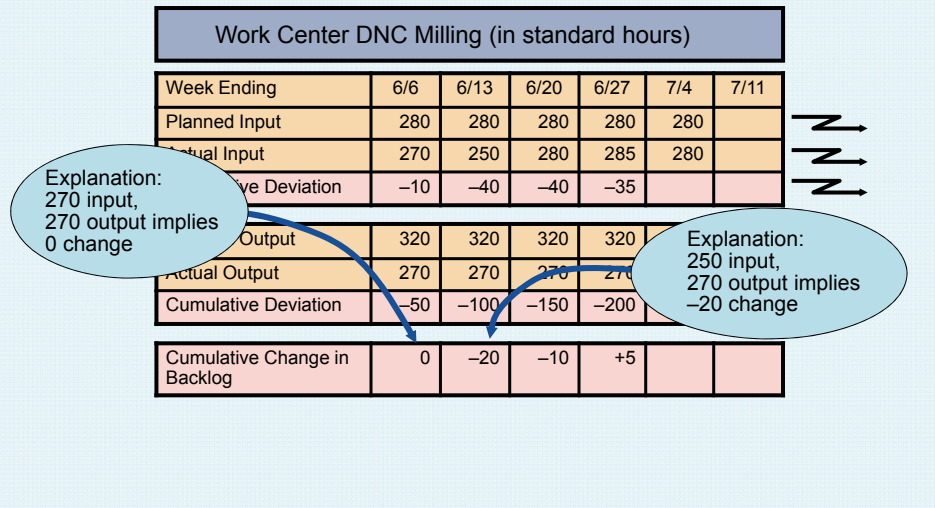 Work Center DNC Milling (in standard hours)
Week Ending 6/6 6/13 6/20 6/27 7/4 7/11
Planned Input 280 280 280 280 280
Actual Input 270 250 280 285 280
Deviation –10 –40 –40 –35
Output 320 320 320 320
Actual Output 270 270 270 270
Cumulative Deviation –50 –100 –150 –200
Cumulative Change in
Backlog 0 –20 –10 +5
Explanation:
270 input,
270 output implies
0 change
Explanation:
250 input,
270 output implies
–20 change